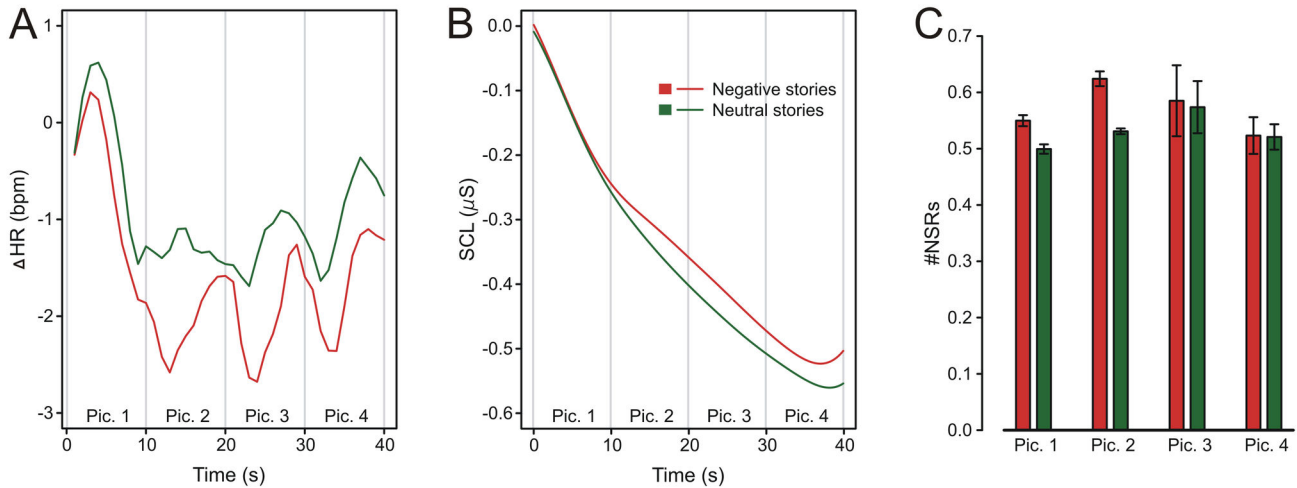 A
1
0
-1
-2
-3
ΔHR (bpm)
Pic. 1 Pic. 2 Pic. 3 Pic. 4
0 10 20 30 40
Time (s)
B
0.0
-0.1
-0.2
-0.3
-0.4
-0.5
-0.6
SCL (µS)
Negative stories
Neutral stories
Pic. 1 Pic. 2 Pic. 3 Pic. 4
0 10 20 30 40
Time (s)
C
0.7
0.6
0.5
0.4
0.3
0.2
0.1
0.0
#NSRs
Pic. 1 Pic. 2 Pic. 3 Pic. 4